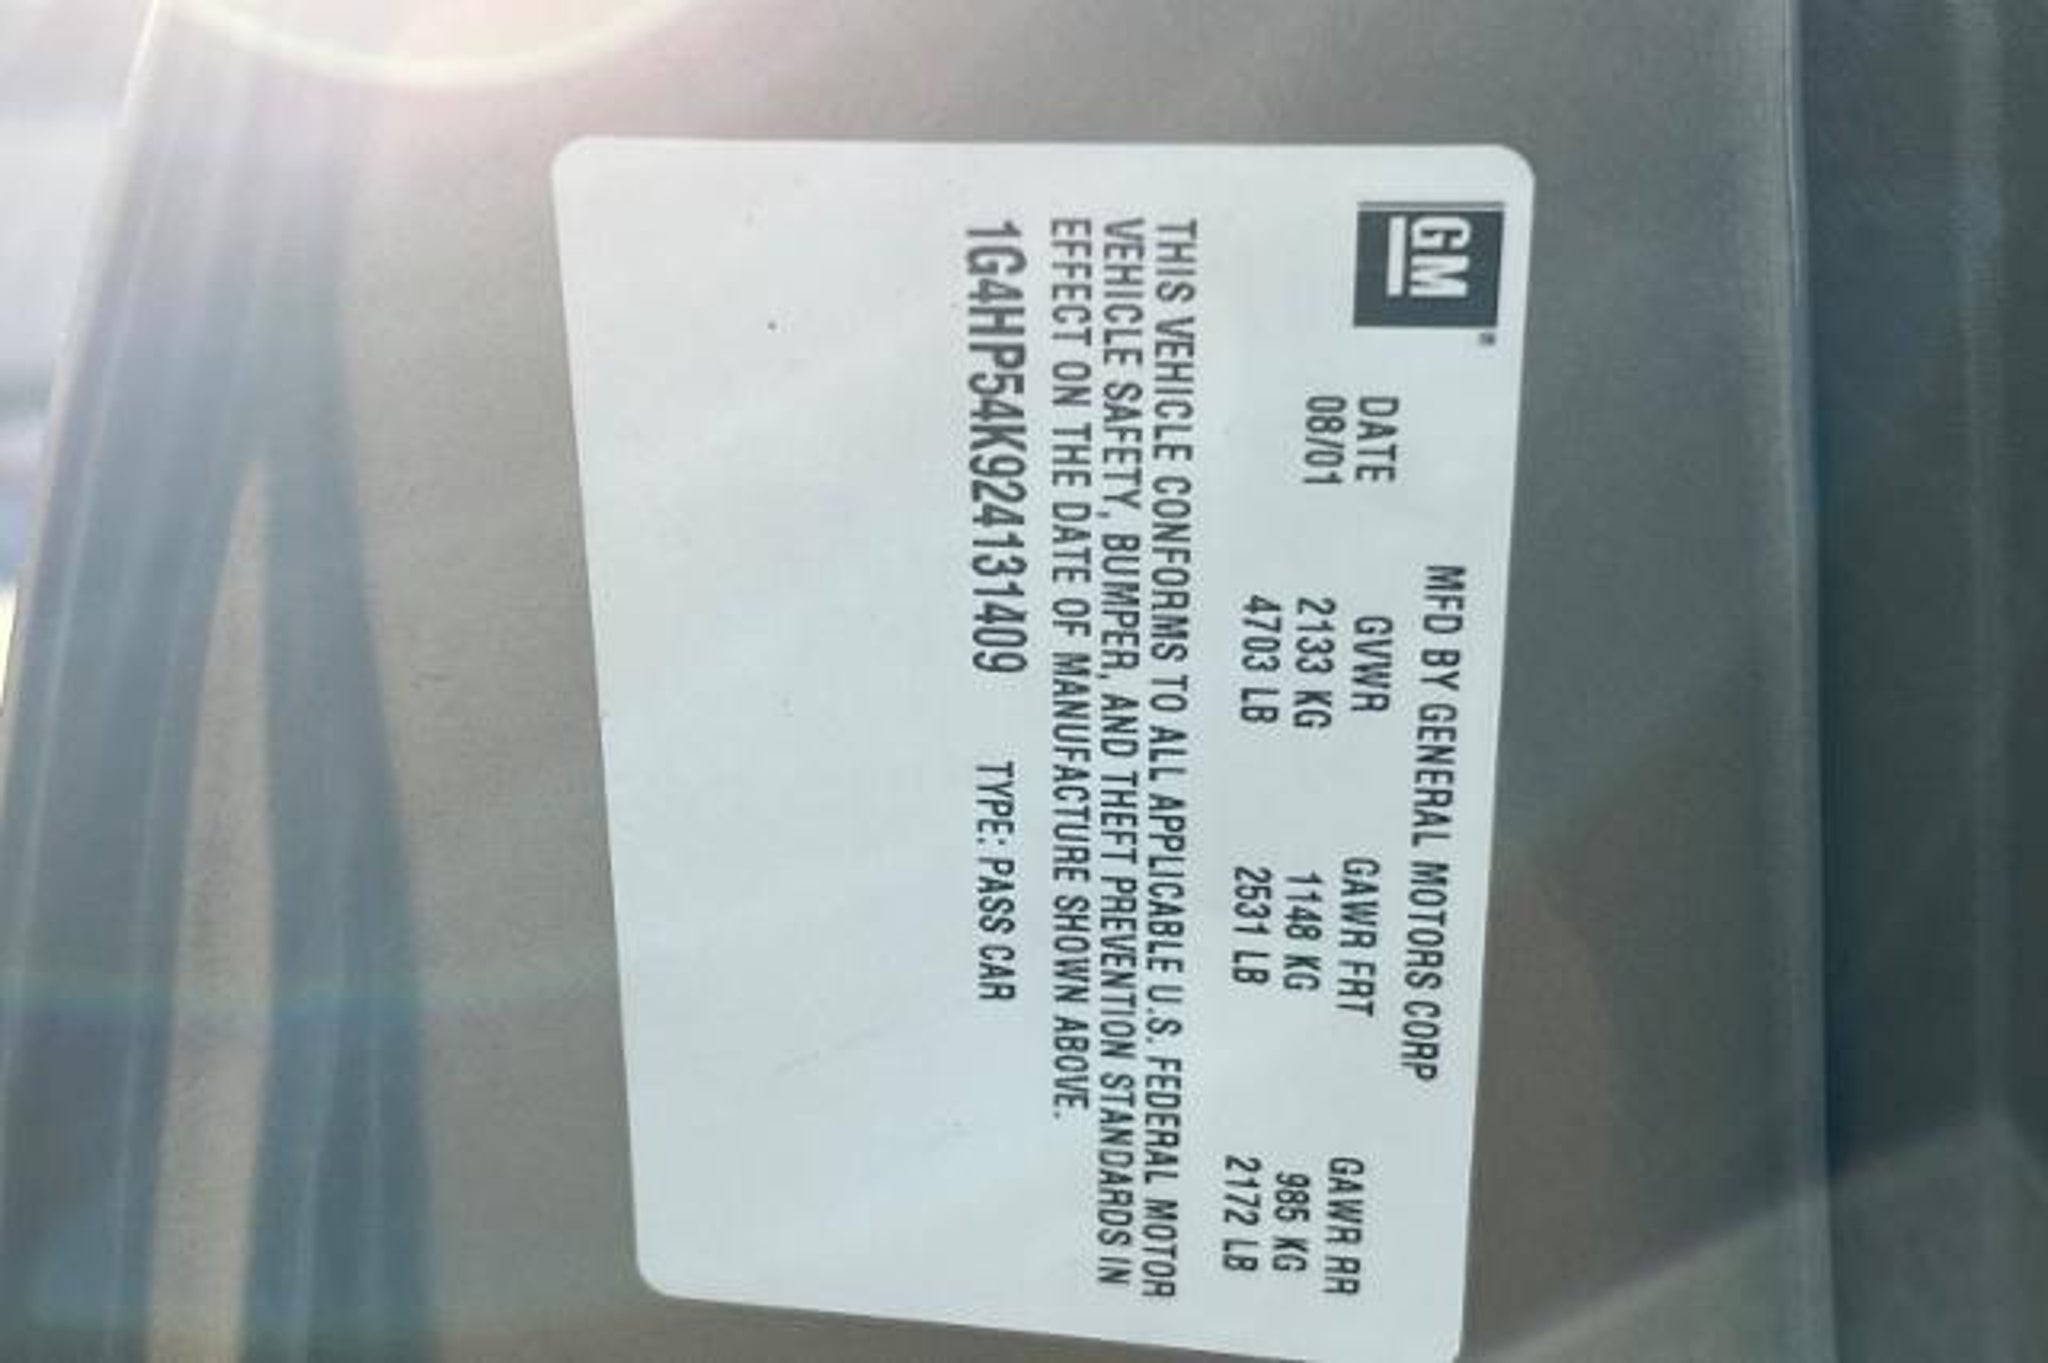 GM
MFD BY GENERAL MOTORS CORP
DATE GVWR GAWR FRT GAWR RR
08/01 2133 KG 1148 KG 985 KG
4703 LB 2531 LB 2172 LB
THIS VEHICLE CONFORMS TO ALL APPLICABLE U.S. FEDERAL MOTOR
VEHICLE SAFETY, BUMPER, AND THEFT PREVENTION STANDARDS IN
EFFECT ON THE DATE OF MANUFACTURE SHOWN ABOVE.
1G4HP54K924131409 TYPE: PASS CAR